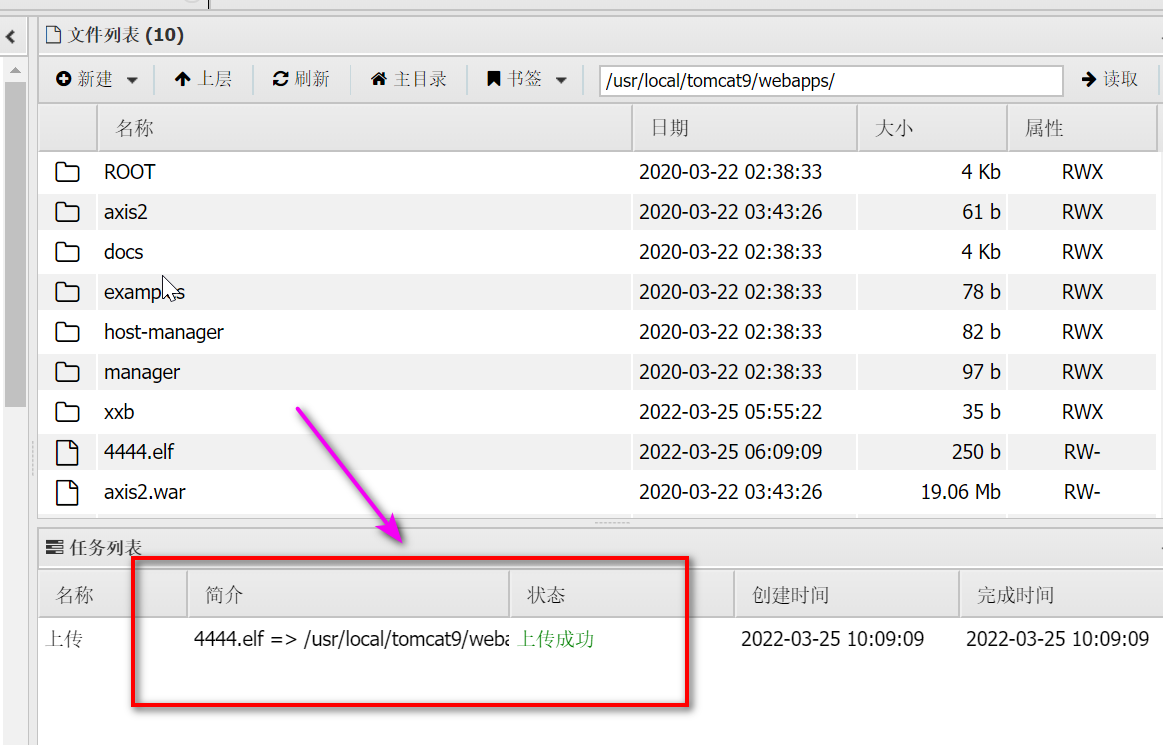 文件列表 (10)
新建 上层 刷新 主目录 书签 /usr/local/tomcat9/webapps/ 读取
名称 日期 大小 属性
ROOT 2020-03-22 02:38:33 4 Kb RWX
axis2 2020-03-22 03:43:26 61 b RWX
docs 2020-03-22 02:38:33 4 Kb RWX
examples 2020-03-22 02:38:33 78 b RWX
host-manager 2020-03-22 02:38:33 82 b RWX
manager 2020-03-22 02:38:33 97 b RWX
xxb 2022-03-25 05:55:22 35 b RWX
4444.elf 2022-03-25 06:09:09 250 b RW-
axis2.war 2020-03-22 03:43:26 19.06 Mb RW-
任务列表
名称 简介 状态 创建时间 完成时间
上传 4444.elf => /usr/local/tomcat9/weba 上传成功 2022-03-25 10:09:09 2022-03-25 10:09:09